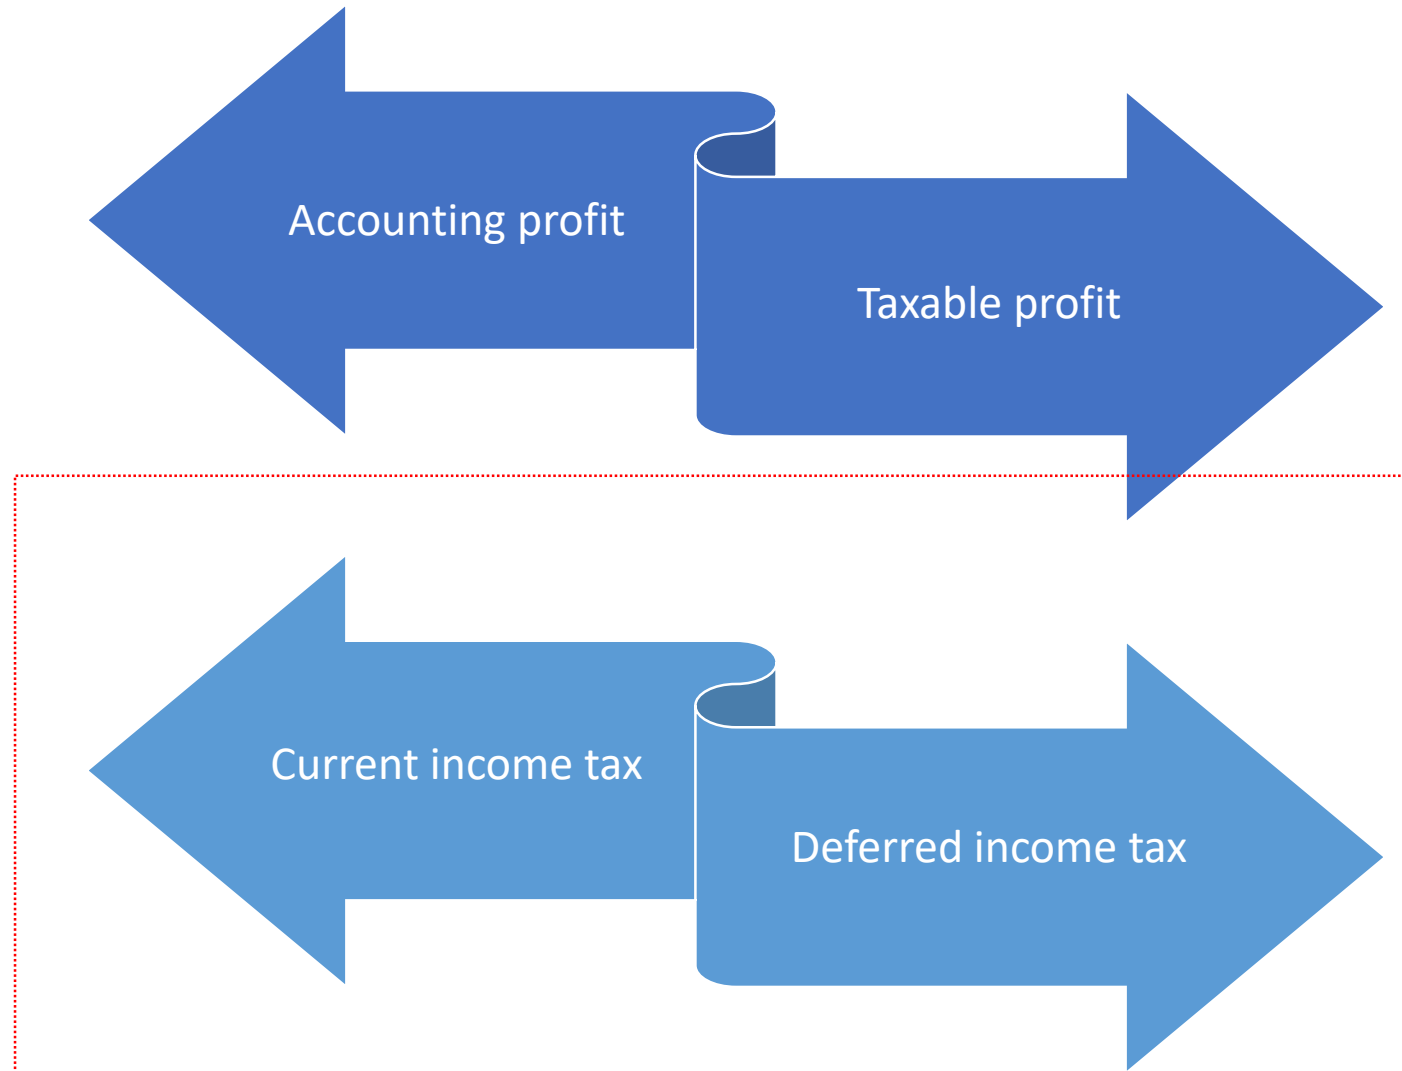 Accounting profit
Taxable profit
Current income tax
Deferred income tax